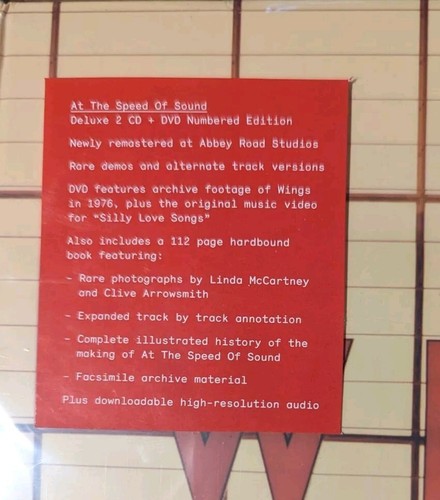 At The Speed Of Sound
Deluxe 2 CD + DVD Numbered Edition
Newly remastered at Abbey Road Studios
Rare demos and alternate track versions
DVD features archive footage of Wings
in 1976, plus the original music video
for “Silly Love Songs”
Also includes a 112 page hardbound
book featuring:
- Rare photographs by Linda McCartney
and Clive Arrowsmith
- Expanded track by track annotation
- Complete illustrated history of the
making of At The Speed Of Sound
- Facsimile archive material
Plus downloadable high-resolution audio
W